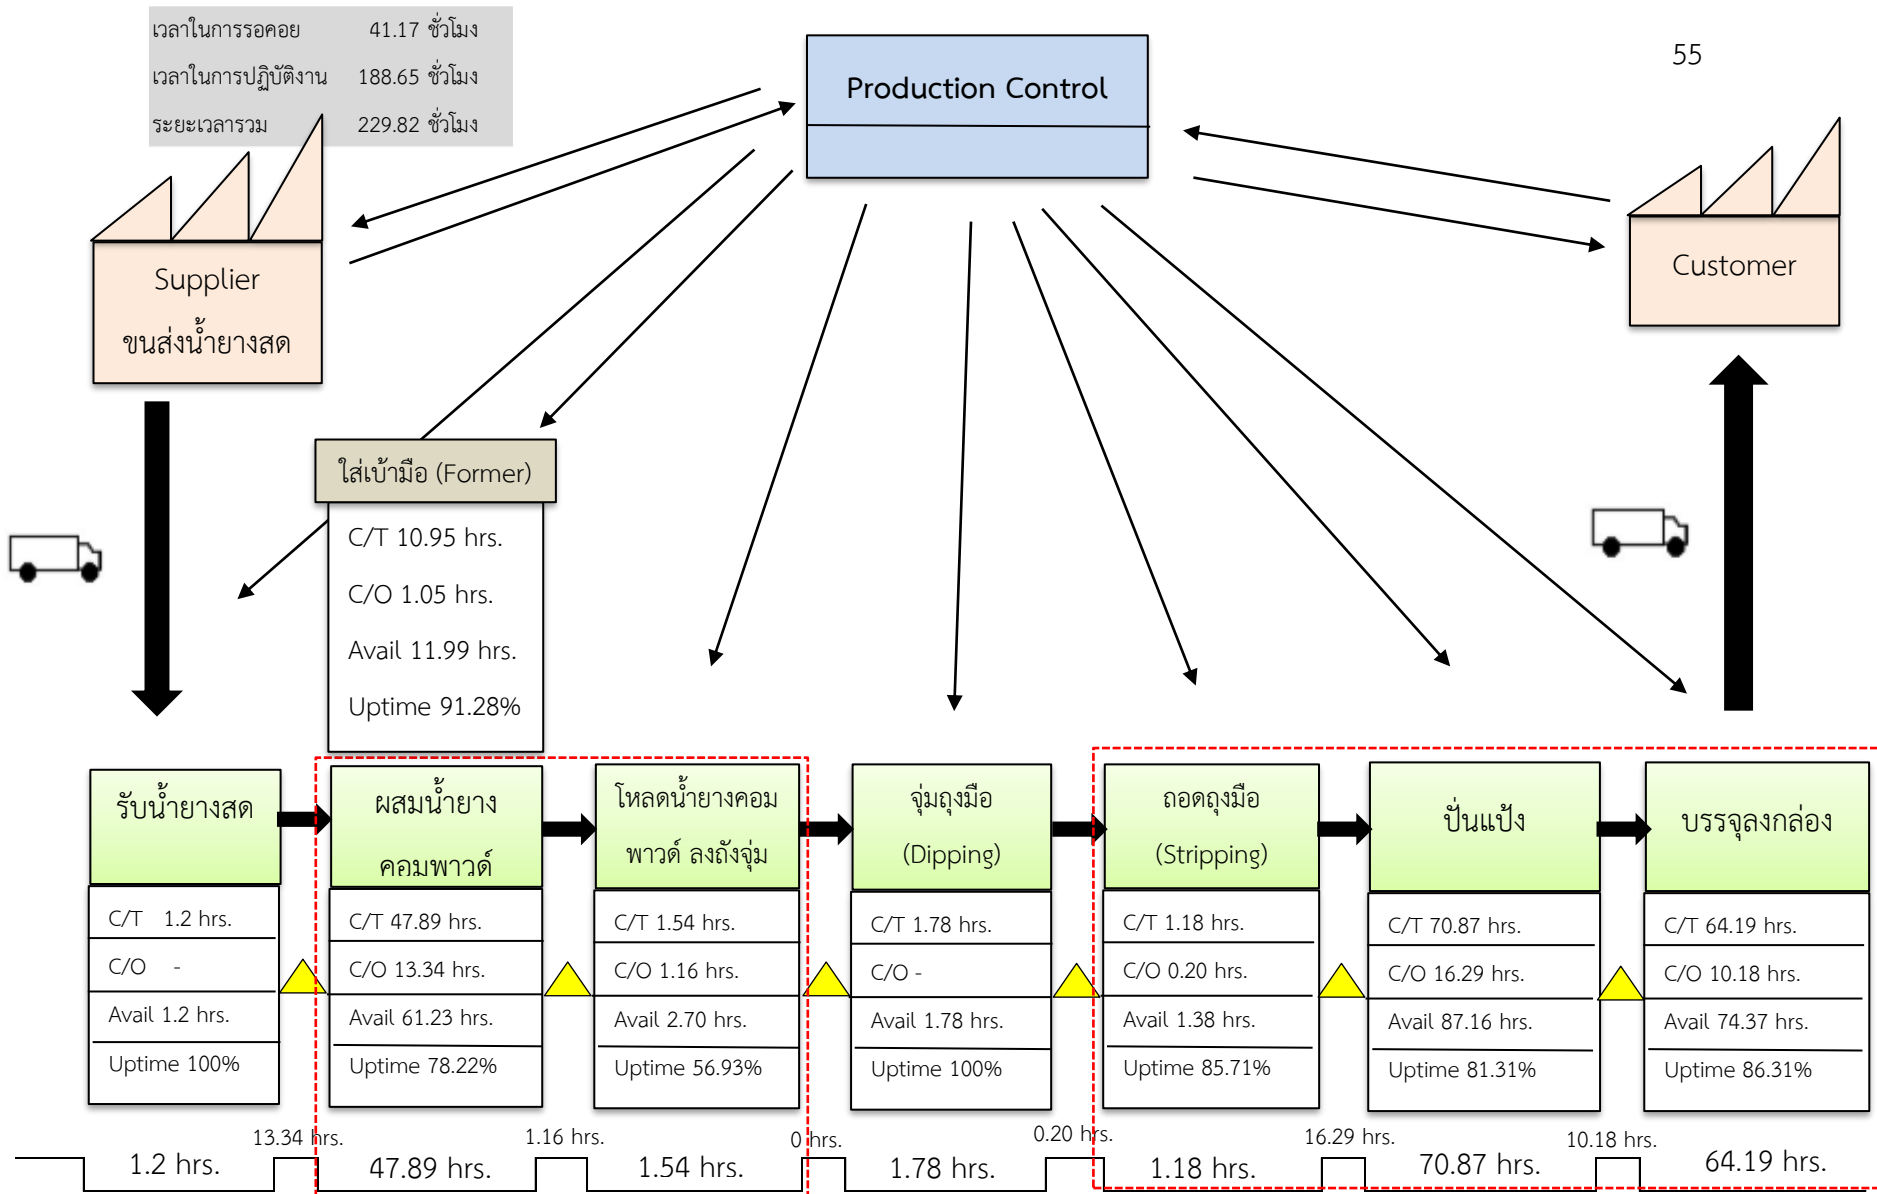 เวลาในการรอคอย 41.17 ชั่วโมง
เวลาในการปฏิบัติงาน 188.65 ชั่วโมง
ระยะเวลารวม 229.82 ชั่วโมง
Production Control
55
Supplier
ขนส่งน้ำยางสด
Customer
ใส่เบ้ามือ (Former)
C/T 10.95 hrs.
C/O 1.05 hrs.
Avail 11.99 hrs.
Uptime 91.28%
รับน้ำยางสด
C/T 1.2 hrs.
C/O -
Avail 1.2 hrs.
Uptime 100%
ผสมน้ำยาง
คอมพาวด์
C/T 47.89 hrs.
C/O 13.34 hrs.
Avail 61.23 hrs.
Uptime 78.22%
โหลดน้ำยางคอม
พาวด์ ลงถังจุ่ม
C/T 1.54 hrs.
C/O 1.16 hrs.
Avail 2.70 hrs.
Uptime 56.93%
จุ่มถุงมือ
(Dipping)
C/T 1.78 hrs.
C/O -
Avail 1.78 hrs.
Uptime 100%
ถอดถุงมือ
(Stripping)
C/T 1.18 hrs.
C/O 0.20 hrs.
Avail 1.38 hrs.
Uptime 85.71%
ปั่นแป้ง
C/T 70.87 hrs.
C/O 16.29 hrs.
Avail 87.16 hrs.
Uptime 81.31%
บรรจุลงกล่อง
C/T 64.19 hrs.
C/O 10.18 hrs.
Avail 74.37 hrs.
Uptime 86.31%
13.34 hrs. 1.16 hrs. 0 hrs. 0.20 hrs. 16.29 hrs. 10.18 hrs.
1.2 hrs. 47.89 hrs. 1.54 hrs. 1.78 hrs. 1.18 hrs. 70.87 hrs. 64.19 hrs.